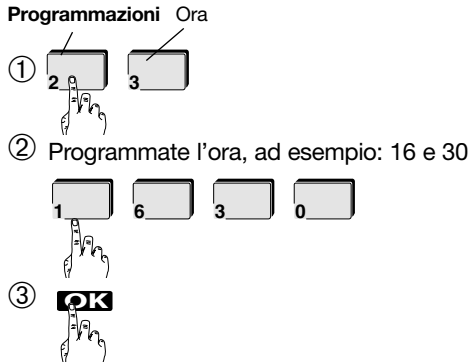 Programmazioni Ora
① 2 3
② Programmate l'ora, ad esempio: 16 e 30
1 6 3 0
③ OK